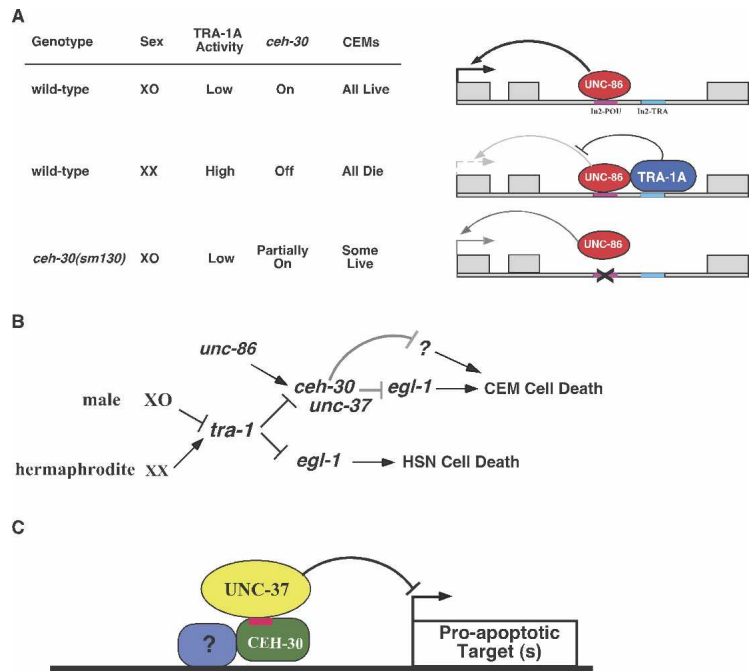 A
Genotype Sex TRA-1A Activity ceh-30 CEMs
wild-type XO Low On All Live
UNC-86
In2-POU In2-TRA
wild-type XX High Off All Die
UNC-86 TRA-1A
ceh-30(sm130) XO Low Partially On Some Live
UNC-86
B
unc-86
?
ceh-30 egl-1 CEM Cell Death
unc-37
male XO
tra-1
hermaphrodite XX
egl-1 HSN Cell Death
C
UNC-37
? CEH-30
Pro-apoptotic
Target (s)